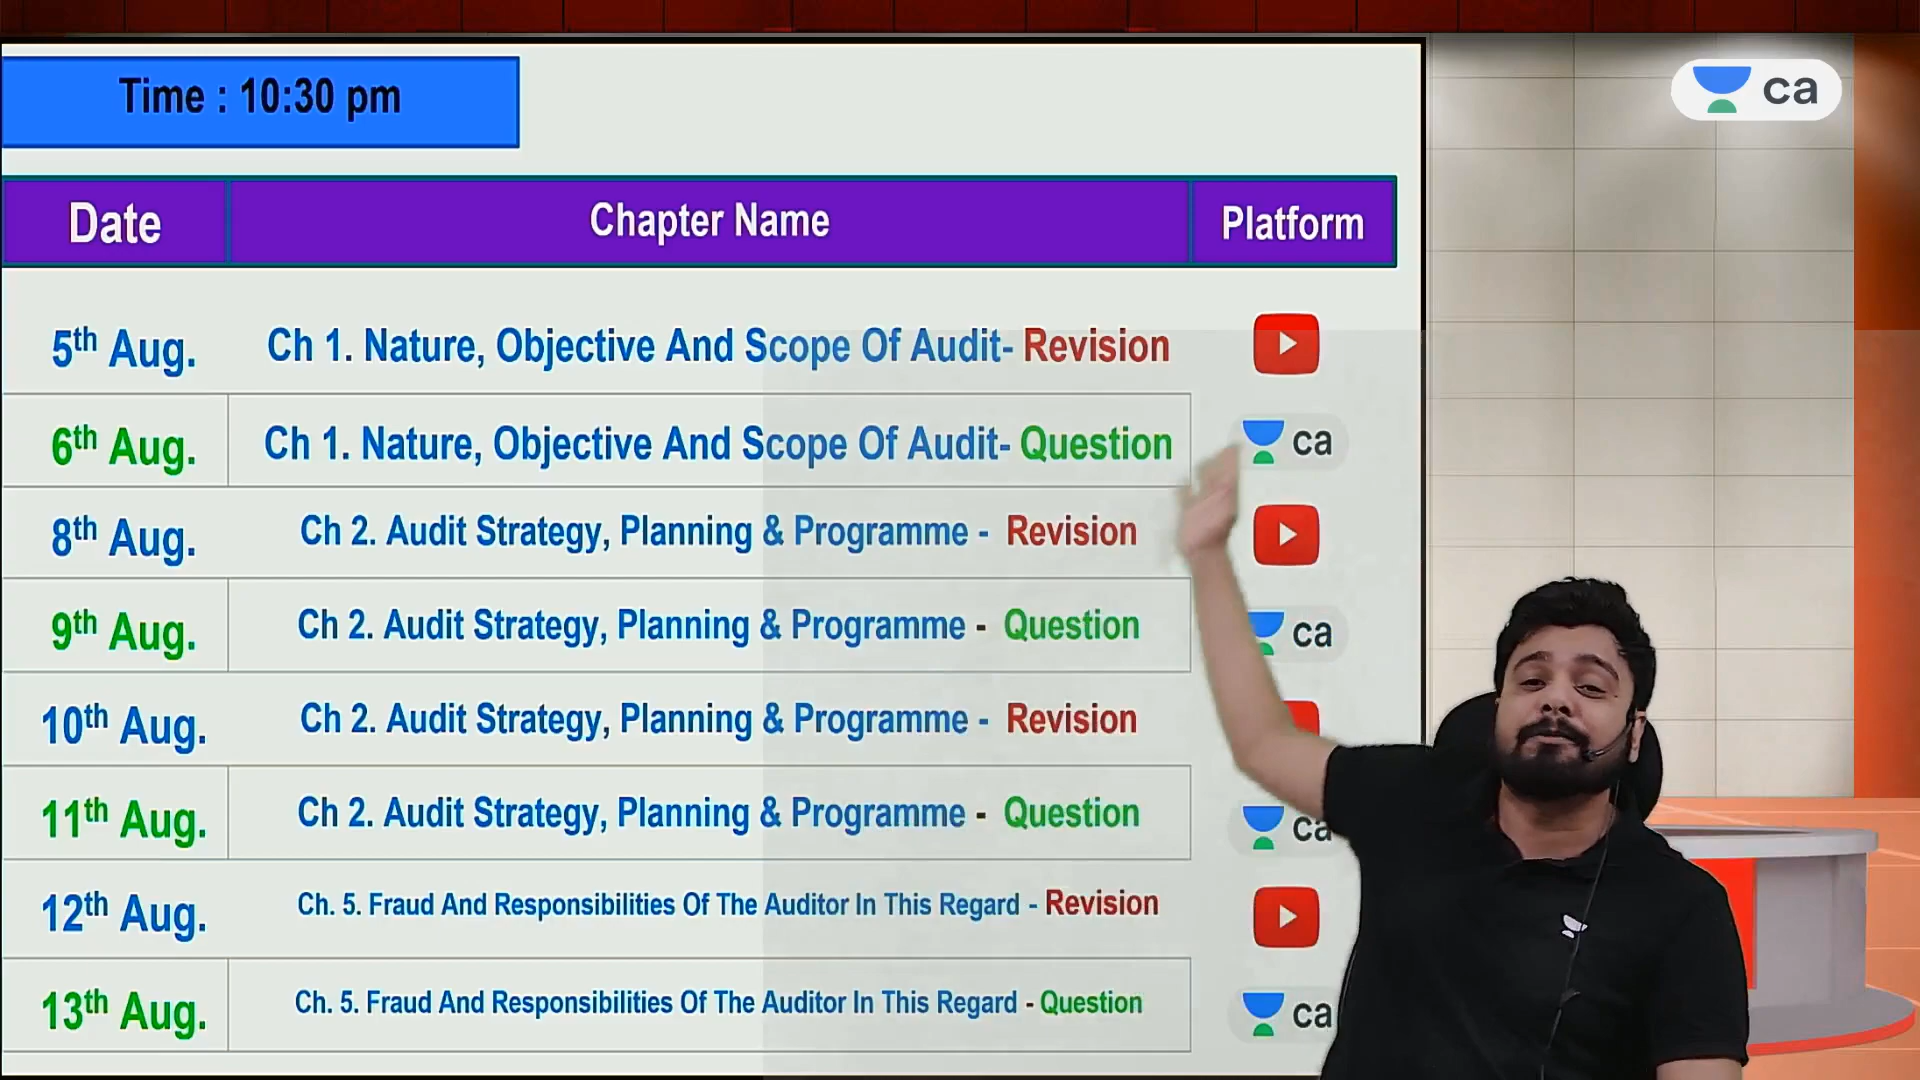 ca
Time : 10:30 pm
Date Chapter Name Platform
5th Aug. Ch 1. Nature, Objective And Scope Of Audit- Revision
6th Aug. Ch 1. Nature, Objective And Scope Of Audit- Question ca
8th Aug. Ch 2. Audit Strategy, Planning & Programme - Revision
9th Aug. Ch 2. Audit Strategy, Planning & Programme - Question ca
10th Aug. Ch 2. Audit Strategy, Planning & Programme - Revision
11th Aug. Ch 2. Audit Strategy, Planning & Programme - Question ca
12th Aug. Ch. 5. Fraud And Responsibilities Of The Auditor In This Regard - Revision
13th Aug. Ch. 5. Fraud And Responsibilities Of The Auditor In This Regard - Question ca